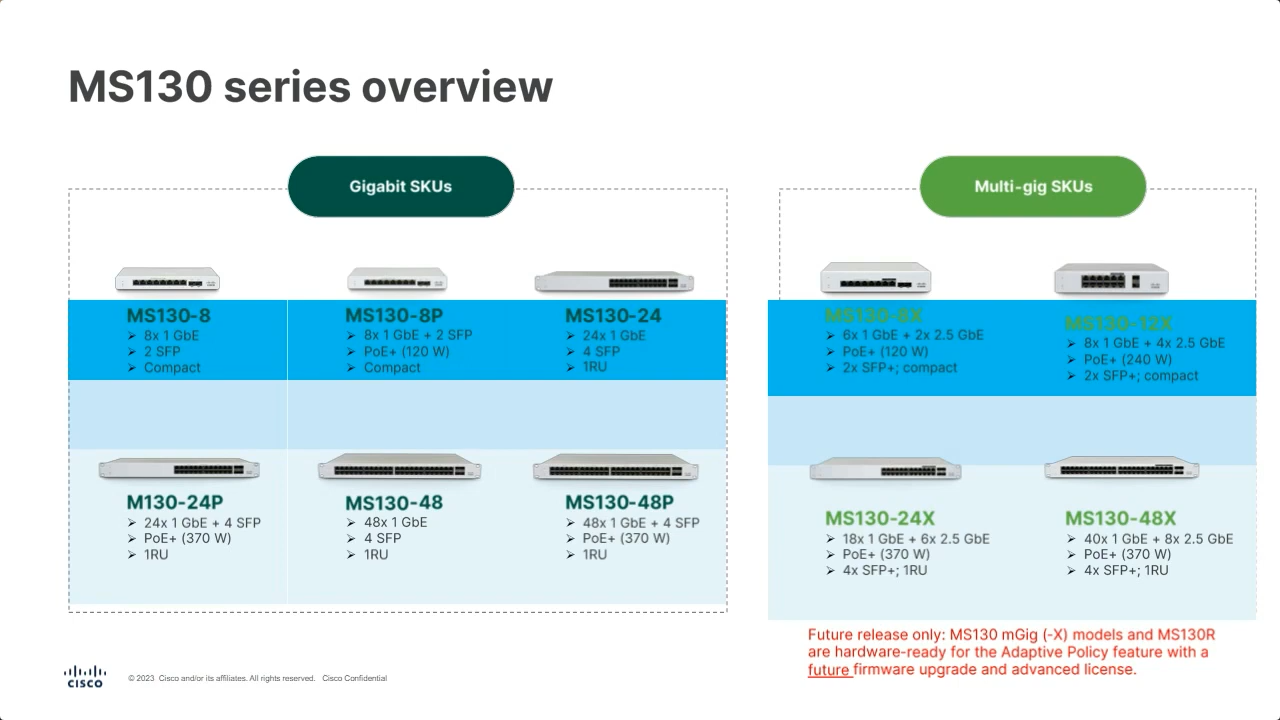 MS130 series overview
Gigabit SKUs
MS130-8
➢ 8x 1 GbE
➢ 2 SFP
➢ Compact
MS130-8P
➢ 8x 1 GbE + 2 SFP
➢ PoE+ (120 W)
➢ Compact
MS130-24
➢ 24x 1 GbE
➢ 4 SFP
➢ 1RU
M130-24P
➢ 24x 1 GbE + 4 SFP
➢ PoE+ (370 W)
➢ 1RU
MS130-48
➢ 48x 1 GbE
➢ 4 SFP
➢ 1RU
MS130-48P
➢ 48x 1 GbE + 4 SFP
➢ PoE+ (370 W)
➢ 1RU
Multi-gig SKUs
MS130-8X
➢ 6x 1 GbE + 2x 2.5 GbE
➢ PoE+ (120 W)
➢ 2x SFP+; compact
MS130-12X
➢ 8x 1 GbE + 4x 2.5 GbE
➢ PoE+ (240 W)
➢ 2x SFP+; compact
MS130-24X
➢ 18x 1 GbE + 6x 2.5 GbE
➢ PoE+ (370 W)
➢ 4x SFP+; 1RU
MS130-48X
➢ 40x 1 GbE + 8x 2.5 GbE
➢ PoE+ (370 W)
➢ 4x SFP+; 1RU
Future release only: MS130 mGig (-X) models and MS130R
are hardware-ready for the Adaptive Policy feature with a
future firmware upgrade and advanced license.
CISCO
© 2023 Cisco and/or its affiliates. All rights reserved. Cisco Confidential